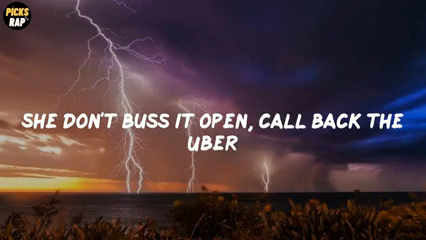 PICKS
RAP
SHE DON'T BUSS IT OPEN, CALL BACK THE
UBER